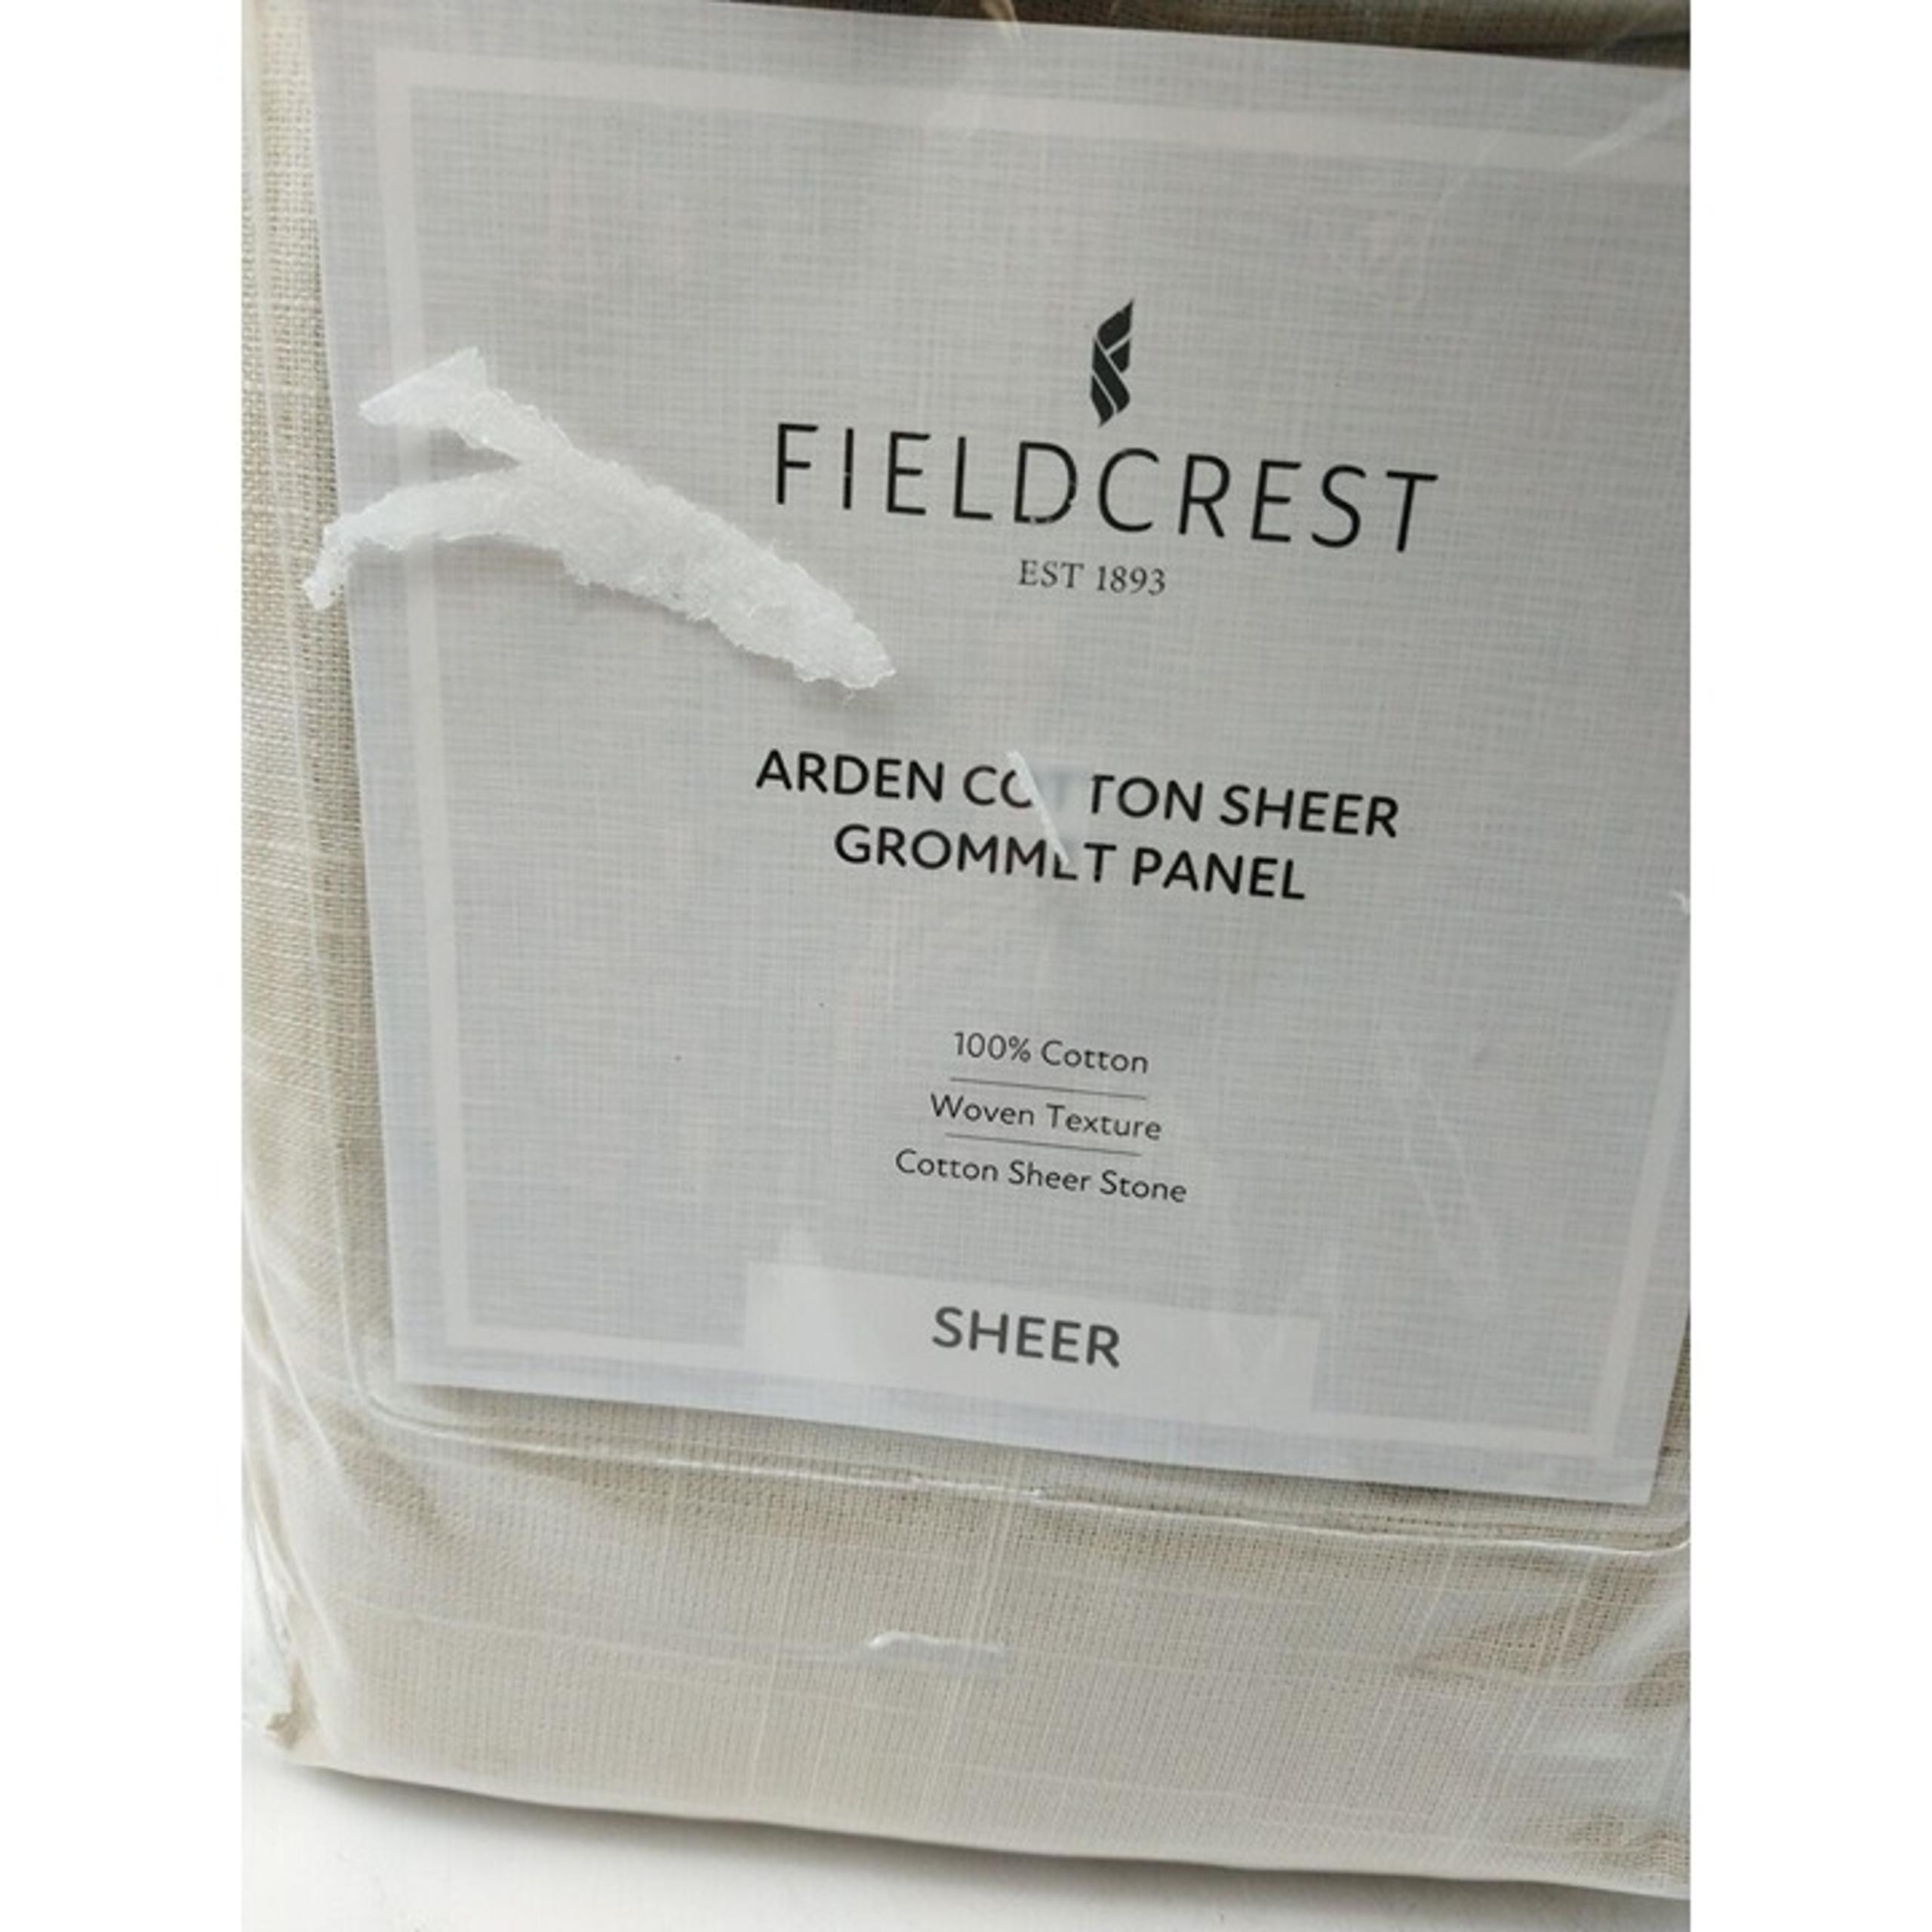 FIELDCREST
EST 1893
ARDEN COTTON SHEER
GROMMET PANEL
100% Cotton
Woven Texture
Cotton Sheer Stone
SHEER